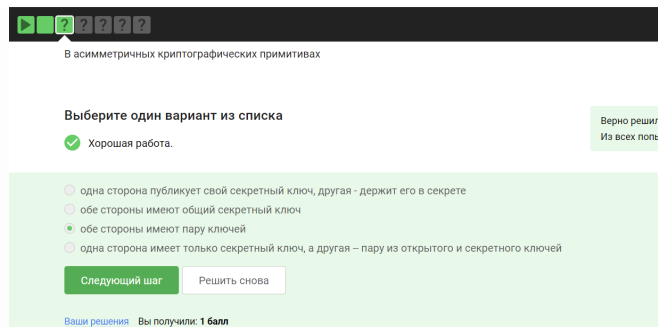 ? ? ? ? ?
В асимметричных криптографических примитивах
Выберите один вариант из списка
Верно решил
Хорошая работа.
Из всех попы
одна сторона публикует свой секретный ключ, другая - держит его в секрете
обе стороны имеют общий секретный ключ
обе стороны имеют пару ключей
одна сторона имеет только секретный ключ, а другая – пару из открытого и секретного ключей
Следующий шаг Решить снова
Ваши решения Вы получили: 1 балл